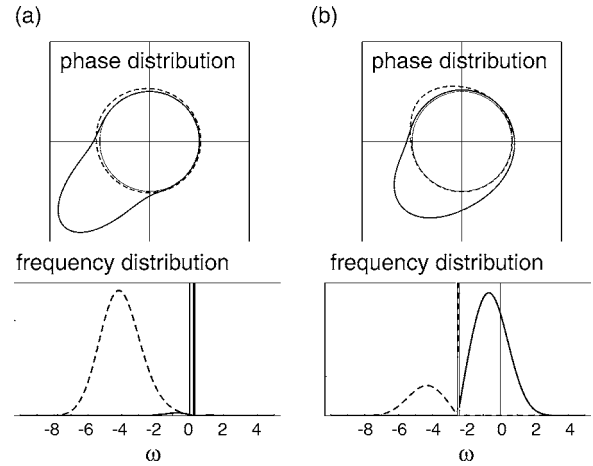 (a) (b)
phase distribution phase distribution
frequency distribution frequency distribution
-8 -6 -4 -2 0 2 4 -8 -6 -4 -2 0 2 4
ω ω